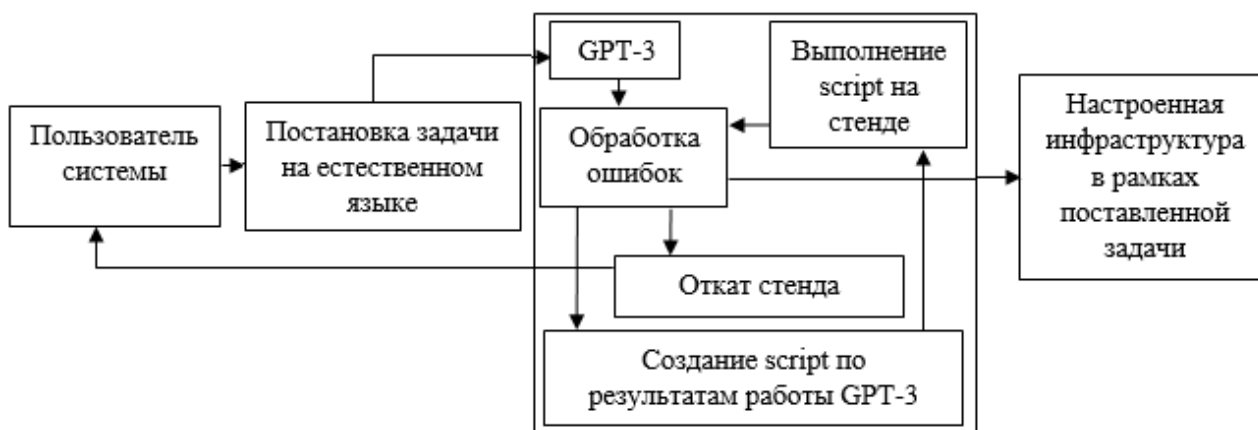 Пользователь
системы
Постановка задачи
на естественном
языке
GPT-3
Обработка
ошибок
Выполнение
script на
стенде
Откат стенда
Создание script по
результатам работы GPT-3
Настроенная
инфраструктура
в рамках
поставленной
задачи